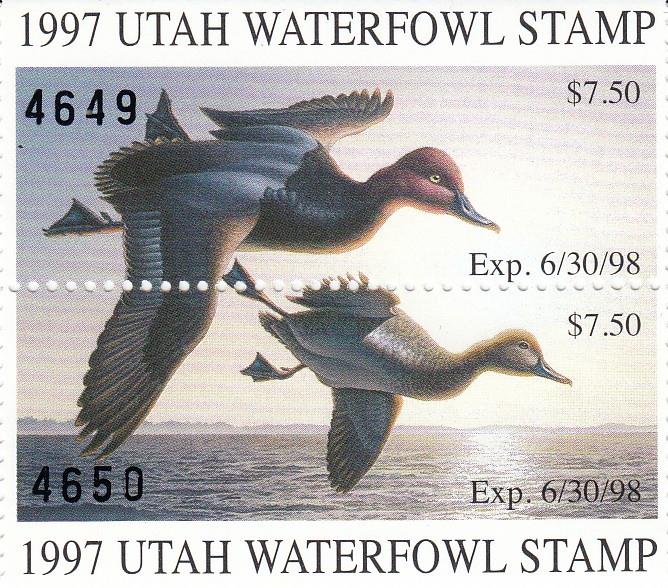 1997 UTAH WATERFOWL STAMP
4649
$7.50
Exp. 6/30/98
$7.50
4650
Exp. 6/30/98
1997 UTAH WATERFOWL STAMP